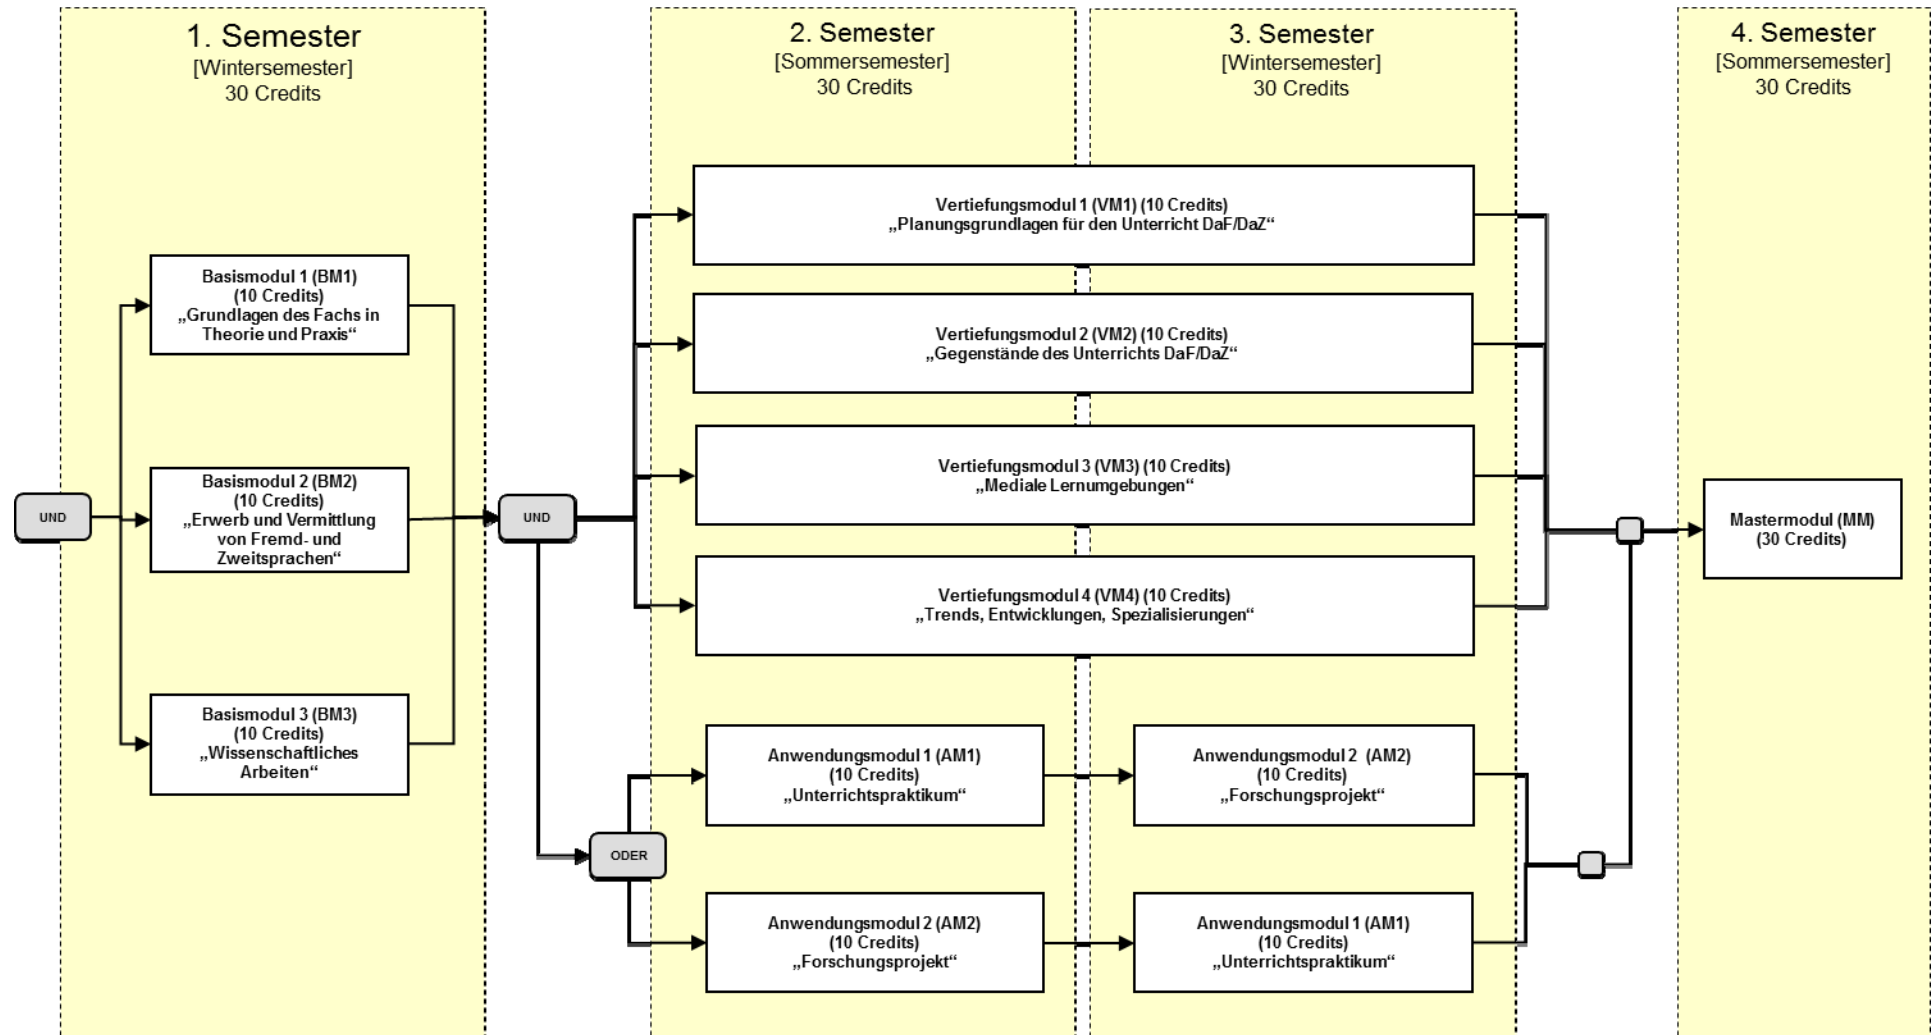 1. Semester
[Wintersemester]
30 Credits
2. Semester
[Sommersemester]
30 Credits
3. Semester
[Wintersemester]
30 Credits
4. Semester
[Sommersemester]
30 Credits
UND
Basismodul 1 (BM1)
(10 Credits)
„Grundlagen des Fachs in
Theorie und Praxis“
Basismodul 2 (BM2)
(10 Credits)
„Erwerb und Vermittlung
von Fremd- und
Zweitsprachen“
Basismodul 3 (BM3)
(10 Credits)
„Wissenschaftliches
Arbeiten“
UND
Vertiefungsmodul 1 (VM1) (10 Credits)
„Planungsgrundlagen für den Unterricht DaF/DaZ“
Vertiefungsmodul 2 (VM2) (10 Credits)
„Gegenstände des Unterrichts DaF/DaZ“
Vertiefungsmodul 3 (VM3) (10 Credits)
„Mediale Lernumgebungen“
Vertiefungsmodul 4 (VM4) (10 Credits)
„Trends, Entwicklungen, Spezialisierungen“
ODER
Anwendungsmodul 1 (AM1)
(10 Credits)
„Unterrichtspraktikum“
Anwendungsmodul 2 (AM2)
(10 Credits)
„Forschungsprojekt“
Anwendungsmodul 2 (AM2)
(10 Credits)
„Forschungsprojekt“
Anwendungsmodul 1 (AM1)
(10 Credits)
„Unterrichtspraktikum“
Mastermodul (MM)
(30 Credits)